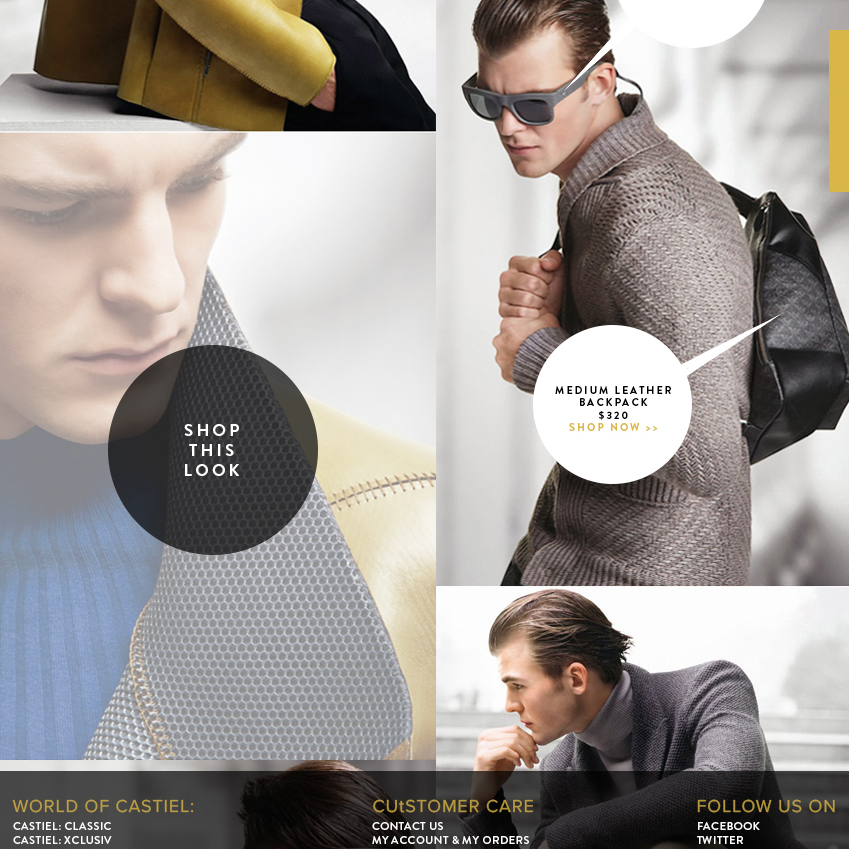 MEDIUM LEATHER
BACKPACK
$320
SHOP NOW >>
SHOP
THIS
LOOK
WORLD OF CASTIEL:
CASTIEL: CLASSIC
CASTIEL: XCLUSIV
CUtSTOMER CARE
CONTACT US
MY ACCOUNT & MY ORDERS
FOLLOW US ON
FACEBOOK
TWITTER